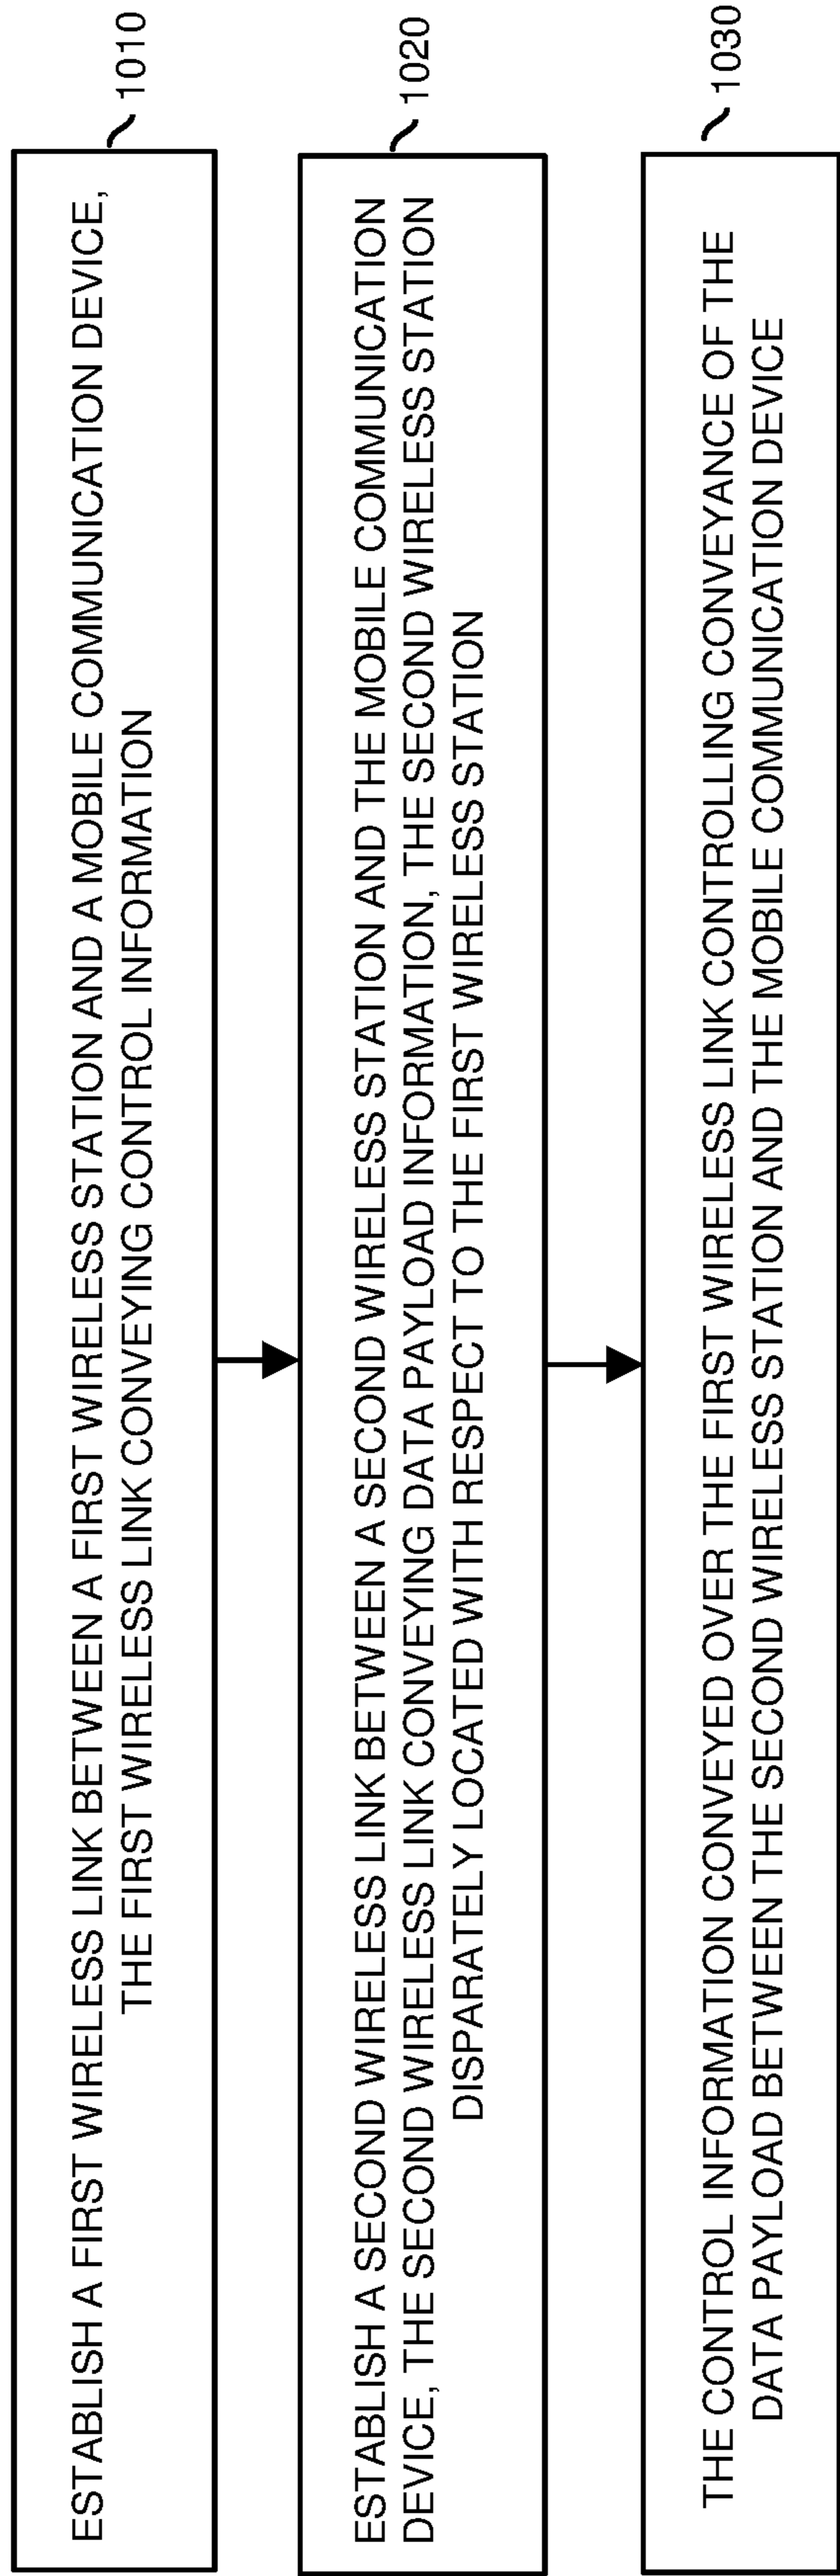 ESTABLISH A FIRST WIRELESS LINK BETWEEN A FIRST WIRELESS STATION AND A MOBILE COMMUNICATION DEVICE,
THE FIRST WIRELESS LINK CONVEYING CONTROL INFORMATION
1010
ESTABLISH A SECOND WIRELESS LINK BETWEEN A SECOND WIRELESS STATION AND THE MOBILE COMMUNICATION
DEVICE, THE SECOND WIRELESS LINK CONVEYING DATA PAYLOAD INFORMATION, THE SECOND WIRELESS STATION
DISPARATELY LOCATED WITH RESPECT TO THE FIRST WIRELESS STATION
1020
THE CONTROL INFORMATION CONVEYED OVER THE FIRST WIRELESS LINK CONTROLLING CONVEYANCE OF THE
DATA PAYLOAD BETWEEN THE SECOND WIRELESS STATION AND THE MOBILE COMMUNICATION DEVICE
1030